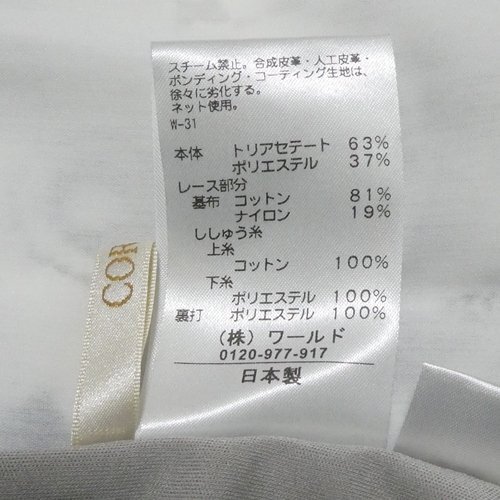 スチーム禁止。合成皮革・人工皮革・
ボンディング・コーティング生地は、
徐々に劣化する。
ネット使用。
W-31
本体 トリアセテート 63%
ポリエステル 37%
レース部分
基布 コットン 81%
ナイロン 19%
ししゅう糸
上糸
コットン 100%
下糸
ポリエステル 100%
裏打 ポリエステル 100%
(株) ワールド
0120-977-917
日本製